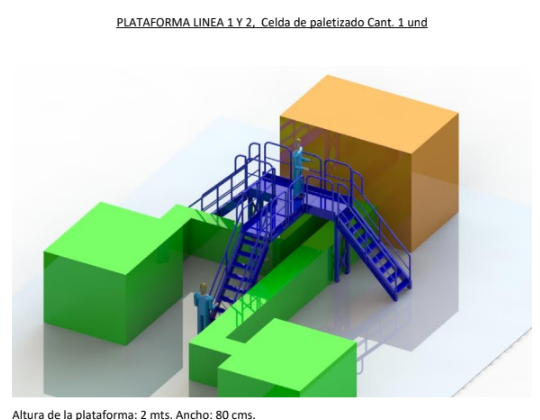 PLATAFORMA LINEA 1 Y 2, Celda de paletizado Cant. 1 und
Altura de la plataforma: 2 mts. Ancho: 80 cms.